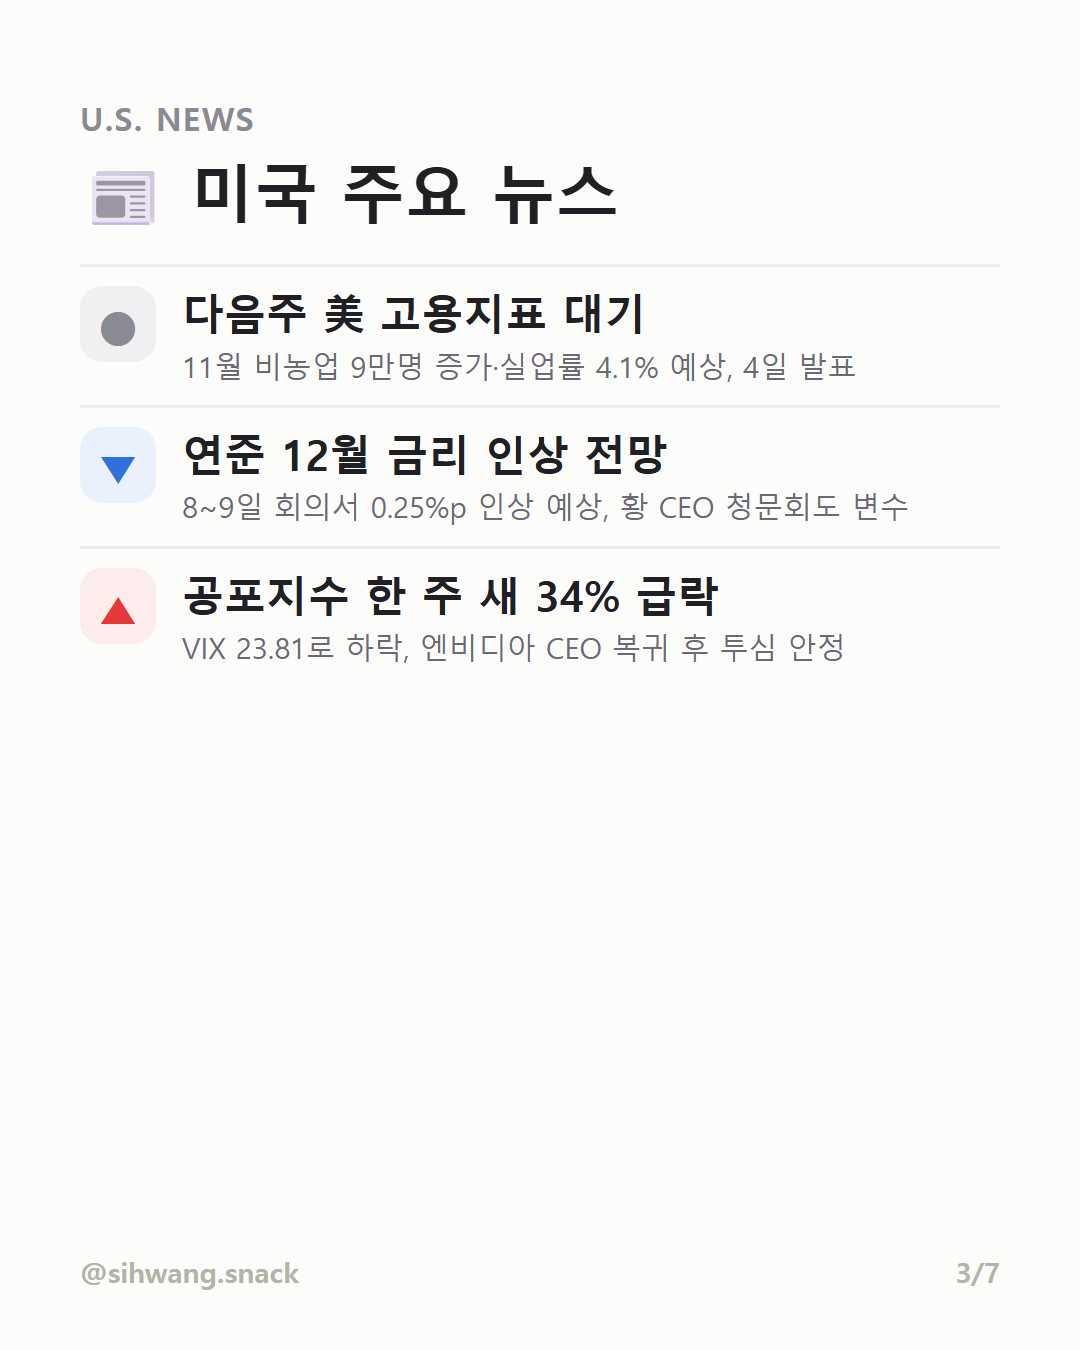 U.S. NEWS
미국 주요 뉴스
다음주 美 고용지표 대기
11월 비농업 9만명 증가·실업률 4.1% 예상, 4일 발표
연준 12월 금리 인상 전망
8~9일 회의서 0.25%p 인상 예상, 황 CEO 청문회도 변수
공포지수 한 주 새 34% 급락
VIX 23.81로 하락, 엔비디아 CEO 복귀 후 투심 안정
@sihwang.snack
3/7